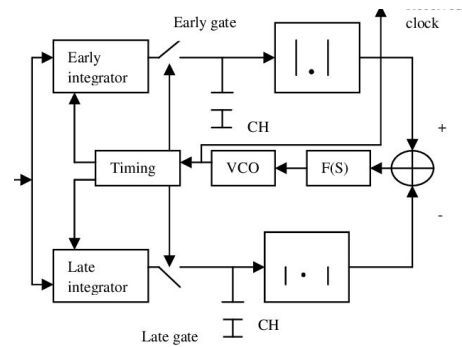 Early gate
clock
Early
integrator
| . |
CH
+
Timing
VCO
F(S)
-
Late
integrator
| . |
CH
Late gate